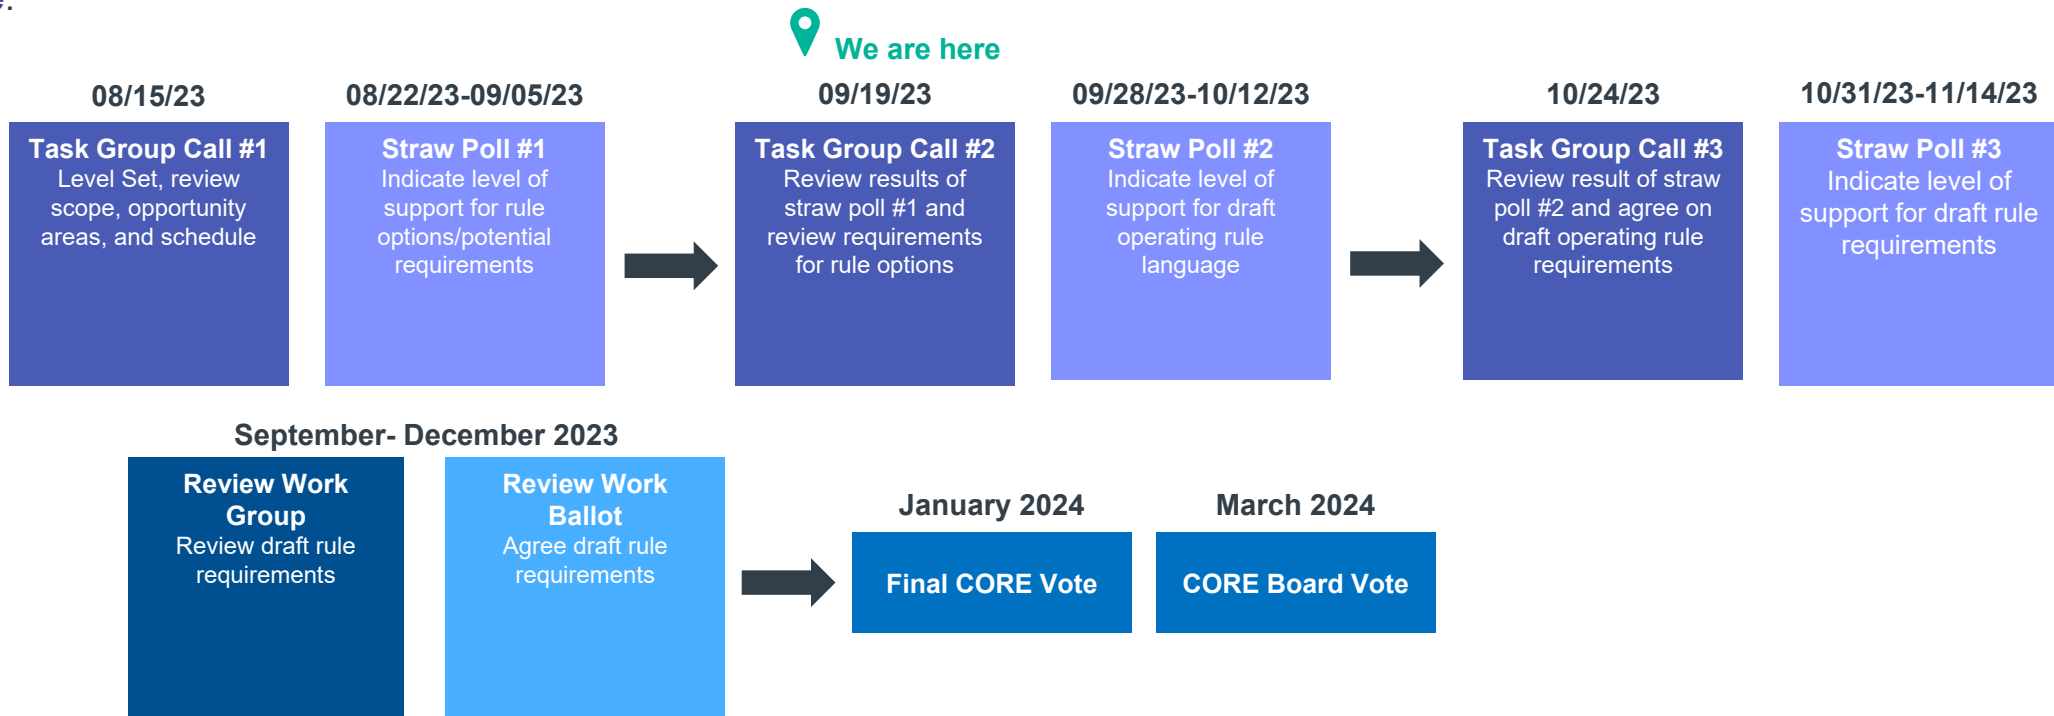 e.
We are here
08/15/23
Task Group Call #1
Level Set, review
scope, opportunity
areas, and schedule
08/22/23-09/05/23
Straw Poll #1
Indicate level of
support for rule
options/potential
requirements
09/19/23
Task Group Call #2
Review results of
straw poll #1 and
review requirements
for rule options
09/28/23-10/12/23
Straw Poll #2
Indicate level of
support for draft
operating rule
language
10/24/23
Task Group Call #3
Review result of straw
poll #2 and agree on
draft operating rule
requirements
10/31/23-11/14/23
Straw Poll #3
Indicate level of
support for draft rule
requirements
September- December 2023
Review Work
Group
Review draft rule
requirements
Review Work
Ballot
Agree draft rule
requirements
January 2024
Final CORE Vote
March 2024
CORE Board Vote